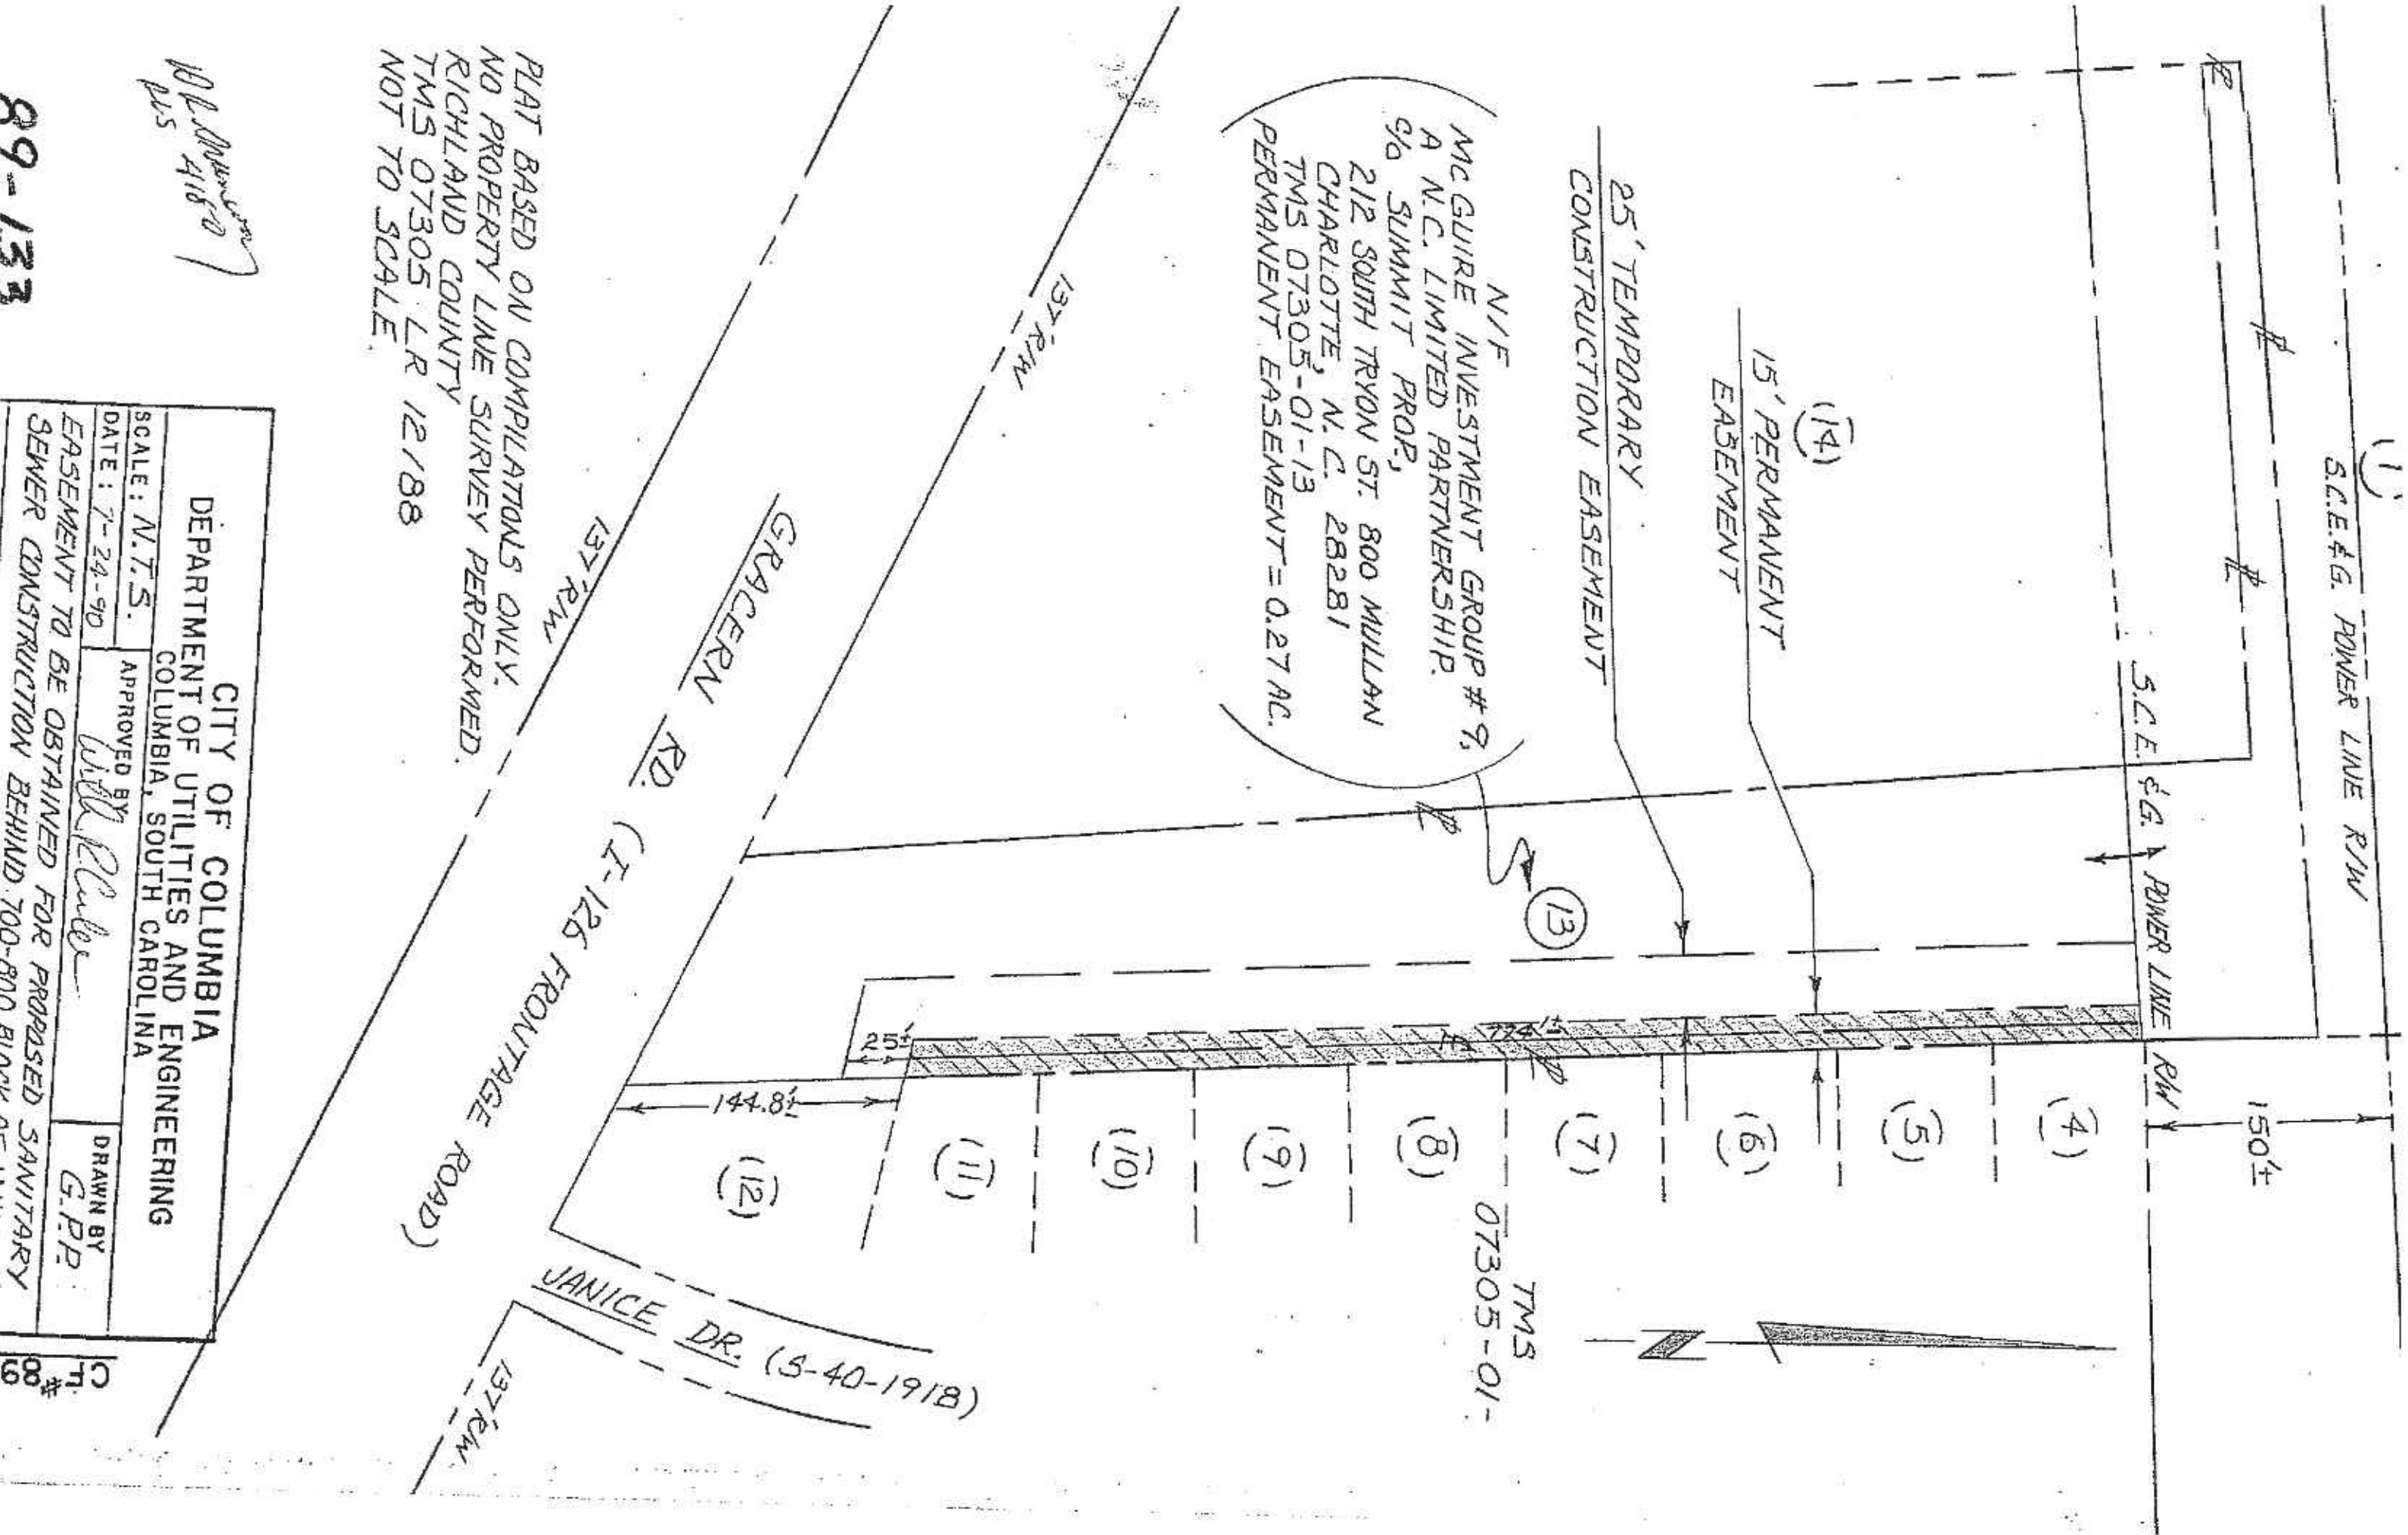 (1)
S.C.E.&G. POWER LINE R/W
150'±
S.C.E. &G. POWER LINE R/W
(14)
15' PERMANENT
EASEMENT
25' TEMPORARY
CONSTRUCTION EASEMENT
N/F
MCGUIRE INVESTMENT GROUP #9,
A N.C. LIMITED PARTNERSHIP.
c/o SUMMIT PROP.,
212 SOUTH TRYON ST. 800 MULLAN
CHARLOTTE, N.C. 28281
TMS 07305-01-13
PERMANENT EASEMENT = 0.27 AC.
(13)
(4)
(5)
(6)
(7)
(8)
(9)
(10)
(11)
(12)
TMS
07305-01-
N
724'±
25'±
144.8'±
137'R/W
137'R/W
137'R/W
GRACERN RD. (I-126 FRONTAGE ROAD)
JANICE DR. (S-40-1918)
PLAT BASED ON COMPILATIONS ONLY.
NO PROPERTY LINE SURVEY PERFORMED.
RICHLAND COUNTY
TMS 07305 LR 12/88
NOT TO SCALE.
PLS 4180
89-133
CITY OF COLUMBIA
DEPARTMENT OF UTILITIES AND ENGINEERING
COLUMBIA, SOUTH CAROLINA
SCALE: N.T.S.
APPROVED BY
DRAWN BY
G.P.P.
DATE: 7-24-90
EASEMENT TO BE OBTAINED FOR PROPOSED SANITARY
SEWER CONSTRUCTION BEHIND 700-800 BLOCK OF
CF #89